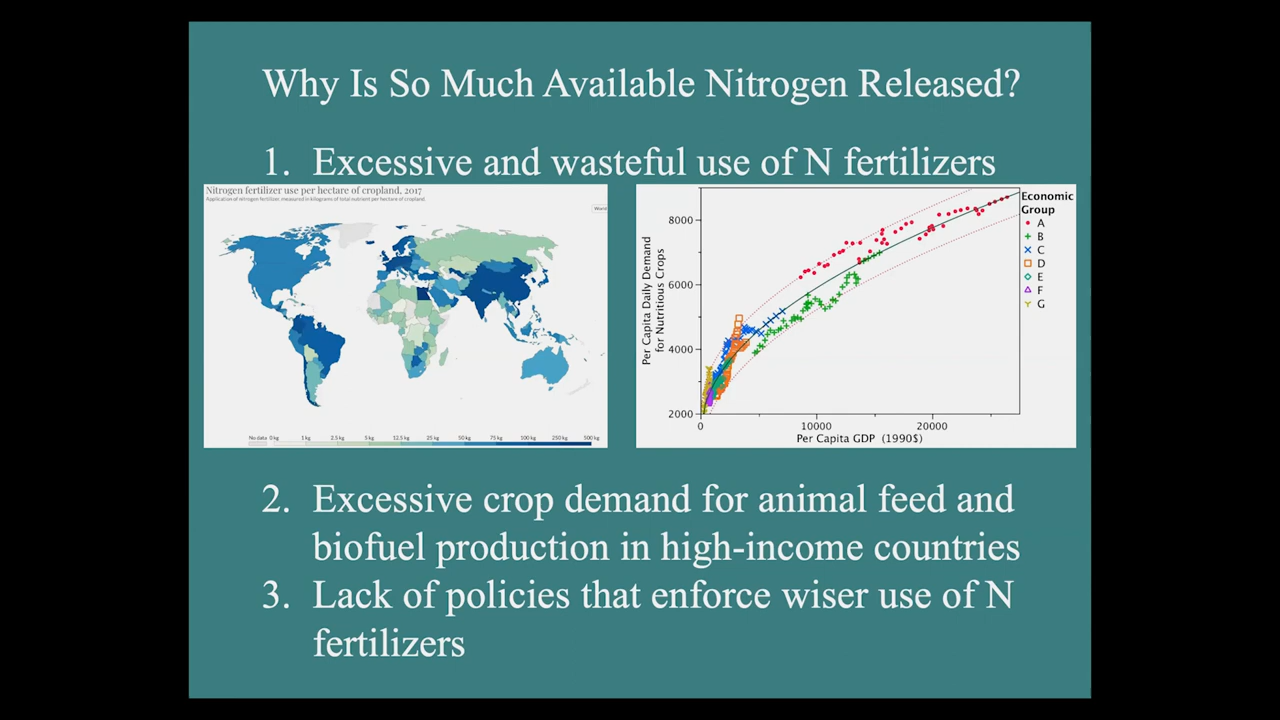 Why Is So Much Available Nitrogen Released?
1. Excessive and wasteful use of N fertilizers
Nitrogen fertilizer use per hectare of cropland, 2017
Application of nitrogen fertilizer, measured in kilograms of total nutrient per hectare of cropland.
World
No data 0 kg 1 kg 2.5 kg 5 kg 12.5 kg 25 kg 50 kg 75 kg 100 kg 250 kg 500 kg
Per Capita Daily Demand
for Nutritious Crops
8000
6000
4000
2000
0 10000 20000
Per Capita GDP (1990$)
Economic
Group
A
B
C
D
E
F
G
2. Excessive crop demand for animal feed and
biofuel production in high-income countries
3. Lack of policies that enforce wiser use of N
fertilizers